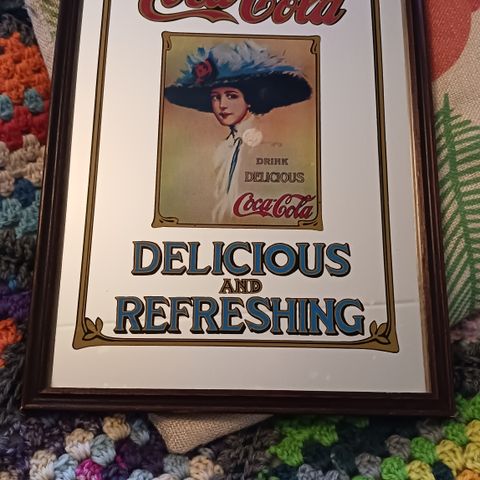 Coca-Cola
DRINK
DELICIOUS
Coca-Cola
DELICIOUS
AND
REFRESHING